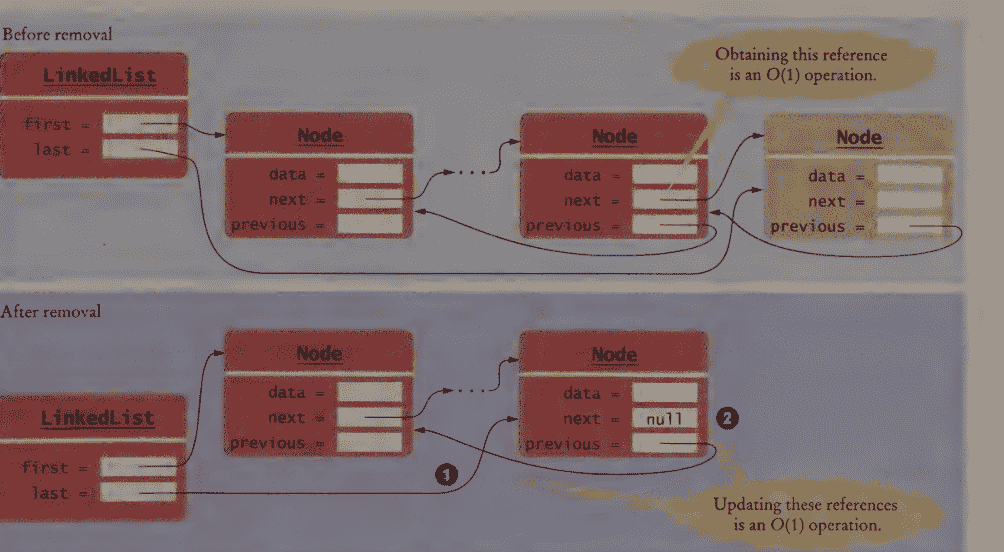 Before removal
LinkedList
first =
last =
Node
data =
next =
previous =
Node
data =
next =
previous =
Obtaining this reference
is an O(1) operation.
Node
data =
next =
previous =
After removal
LinkedList
first =
last =
Node
data =
next =
previous =
1
Node
data =
next = null
previous =
2
Updating these references
is an O(1) operation.